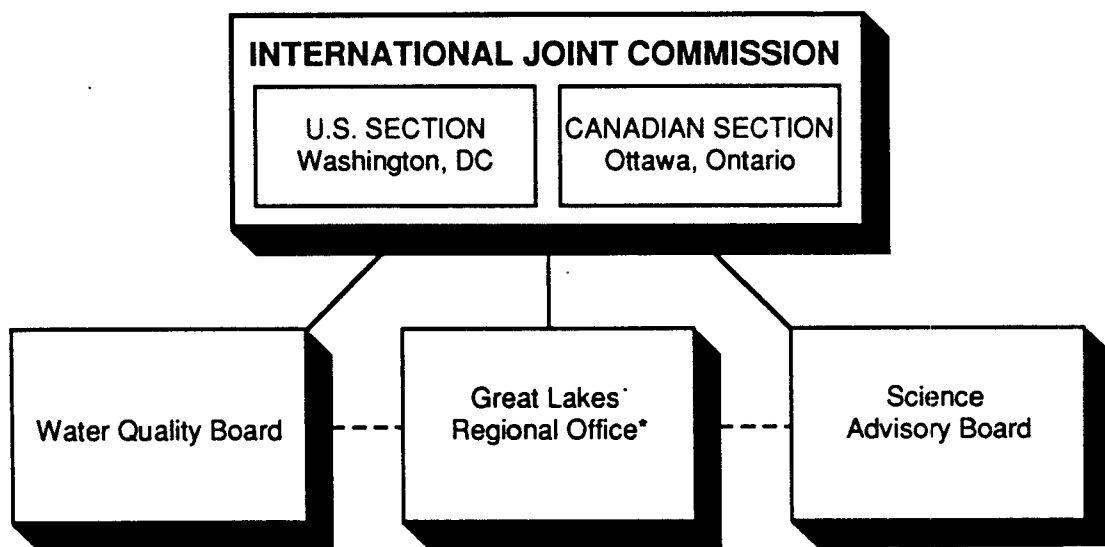 INTERNATIONAL JOINT COMMISSION
U.S. SECTION
Washington, DC
CANADIAN SECTION
Ottawa, Ontario
Water Quality Board
Great Lakes
Regional Office*
Science
Advisory Board